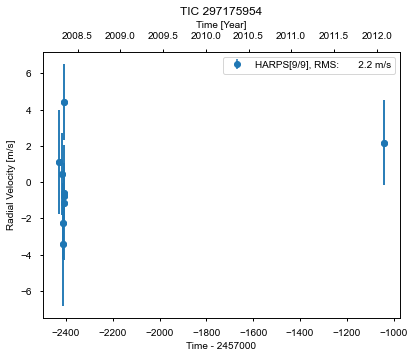 TIC 297175954
Time [Year]
2008.5 2009.0 2009.5 2010.0 2010.5 2011.0 2011.5 2012.0
HARPS[9/9], RMS: 2.2 m/s
6
4
2
0
−2
−4
−6
Radial Velocity [m/s]
−2400 −2200 −2000 −1800 −1600 −1400 −1200 −1000
Time - 2457000